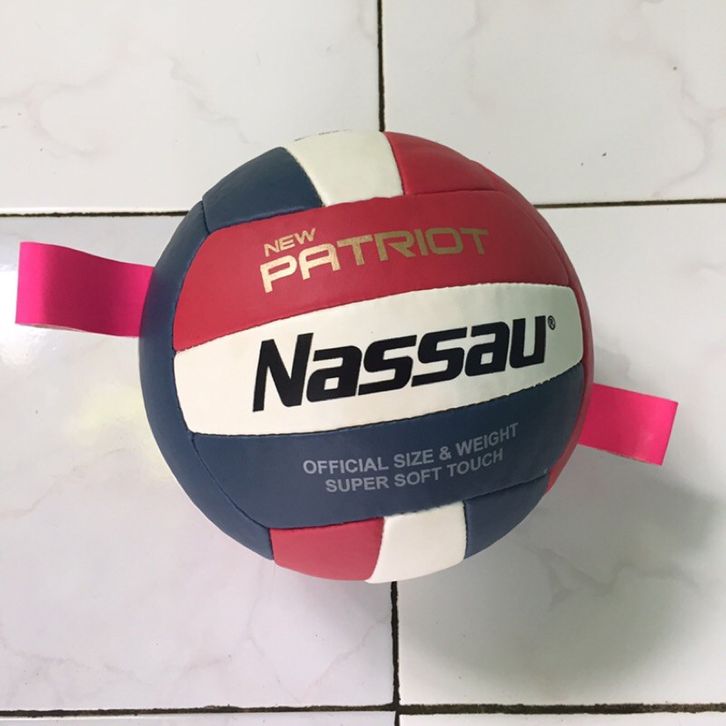 NEW
PATRIOT
Nassau®
OFFICIAL SIZE & WEIGHT
SUPER SOFT TOUCH